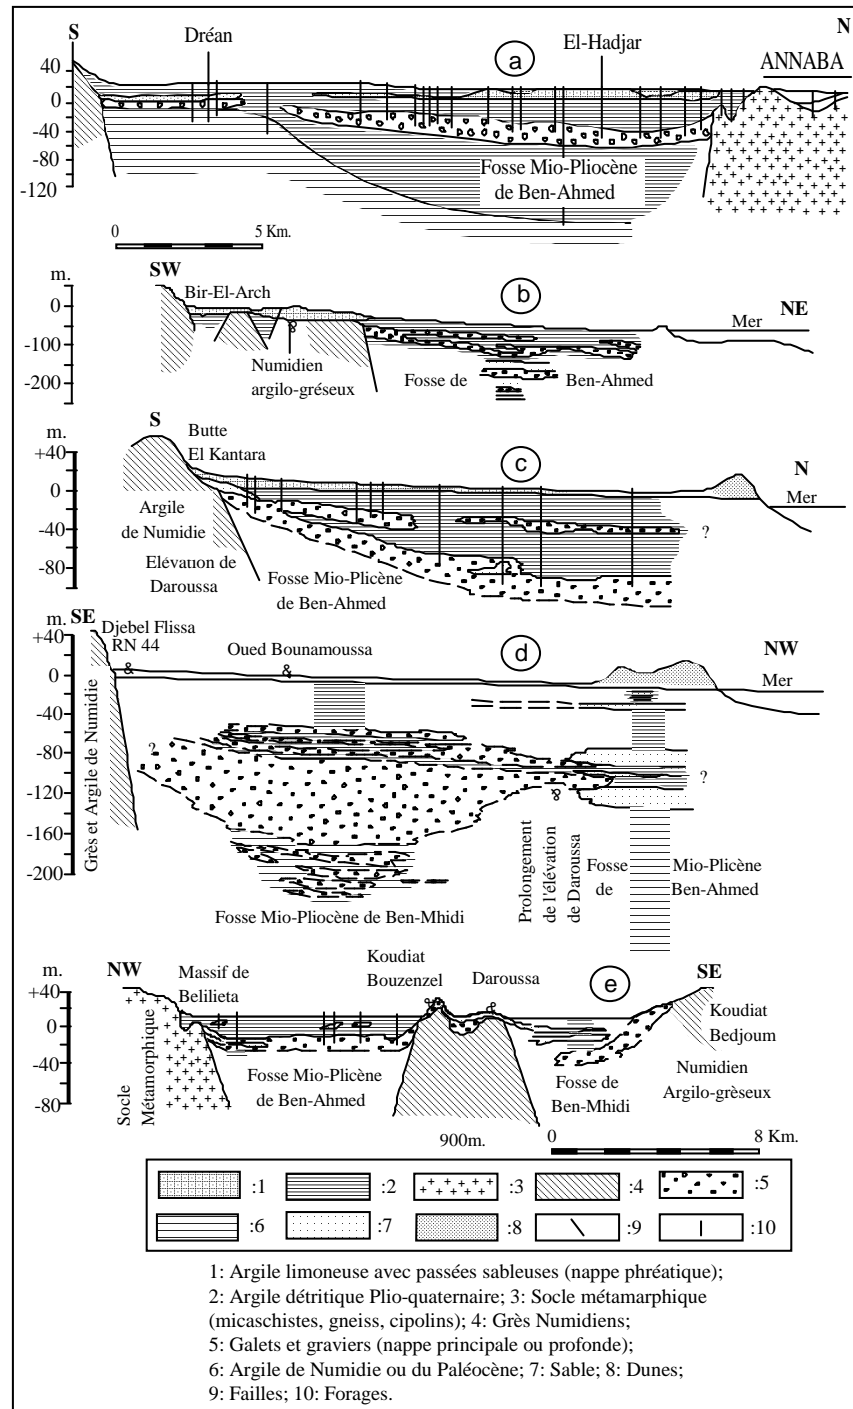 S
Dréan
El-Hadjar
N
a
ANNABA
40
0
-40
-80
-120
Fosse Mio-Pliocène
de Ben-Ahmed
0
5 Km.
m.
SW
Bir-El-Arch
b
NE
0
-100
-200
Mer
Numidien
argilo-gréseux
Fosse de
Ben-Ahmed
m.
S
Butte
El Kantara
c
N
+40
0
-40
-80
Mer
Argile
de Numidie
Elévation de
Daroussa
Fosse Mio-Plicène
de Ben-Ahmed
?
m.
SE
Djebel Flissa
RN 44
Oued Bounamoussa
d
NW
+40
0
-40
-80
-120
-160
-200
&
&
Mer
?
?
Grès et Argile de Numidie
Prolongement
de l'élévation
de Daroussa
Fosse
de
Mio-Plicène
Ben-Ahmed
Fosse Mio-Pliocène de Ben-Mhidi
m.
NW
Massif de
Belilieta
Koudiat
Bouzenzel
Daroussa
e
SE
+40
0
-40
-80
Koudiat
Bedjoum
Socle
Métamorphique
Fosse Mio-Plicène
de Ben-Ahmed
Fosse de
Ben-Mhidi
Numidien
Argilo-grèseux
900m.
0
8 Km.
:1
:2
:3
:4
:5
:6
:7
:8
:9
:10
1: Argile limoneuse avec passées sableuses (nappe phréatique);
2: Argile détritique Plio-quaternaire; 3: Socle métamarphique
(micaschistes, gneiss, cipolins); 4: Grès Numidiens;
5: Galets et graviers (nappe principale ou profonde);
6: Argile de Numidie ou du Paléocène; 7: Sable; 8: Dunes;
9: Failles; 10: Forages.